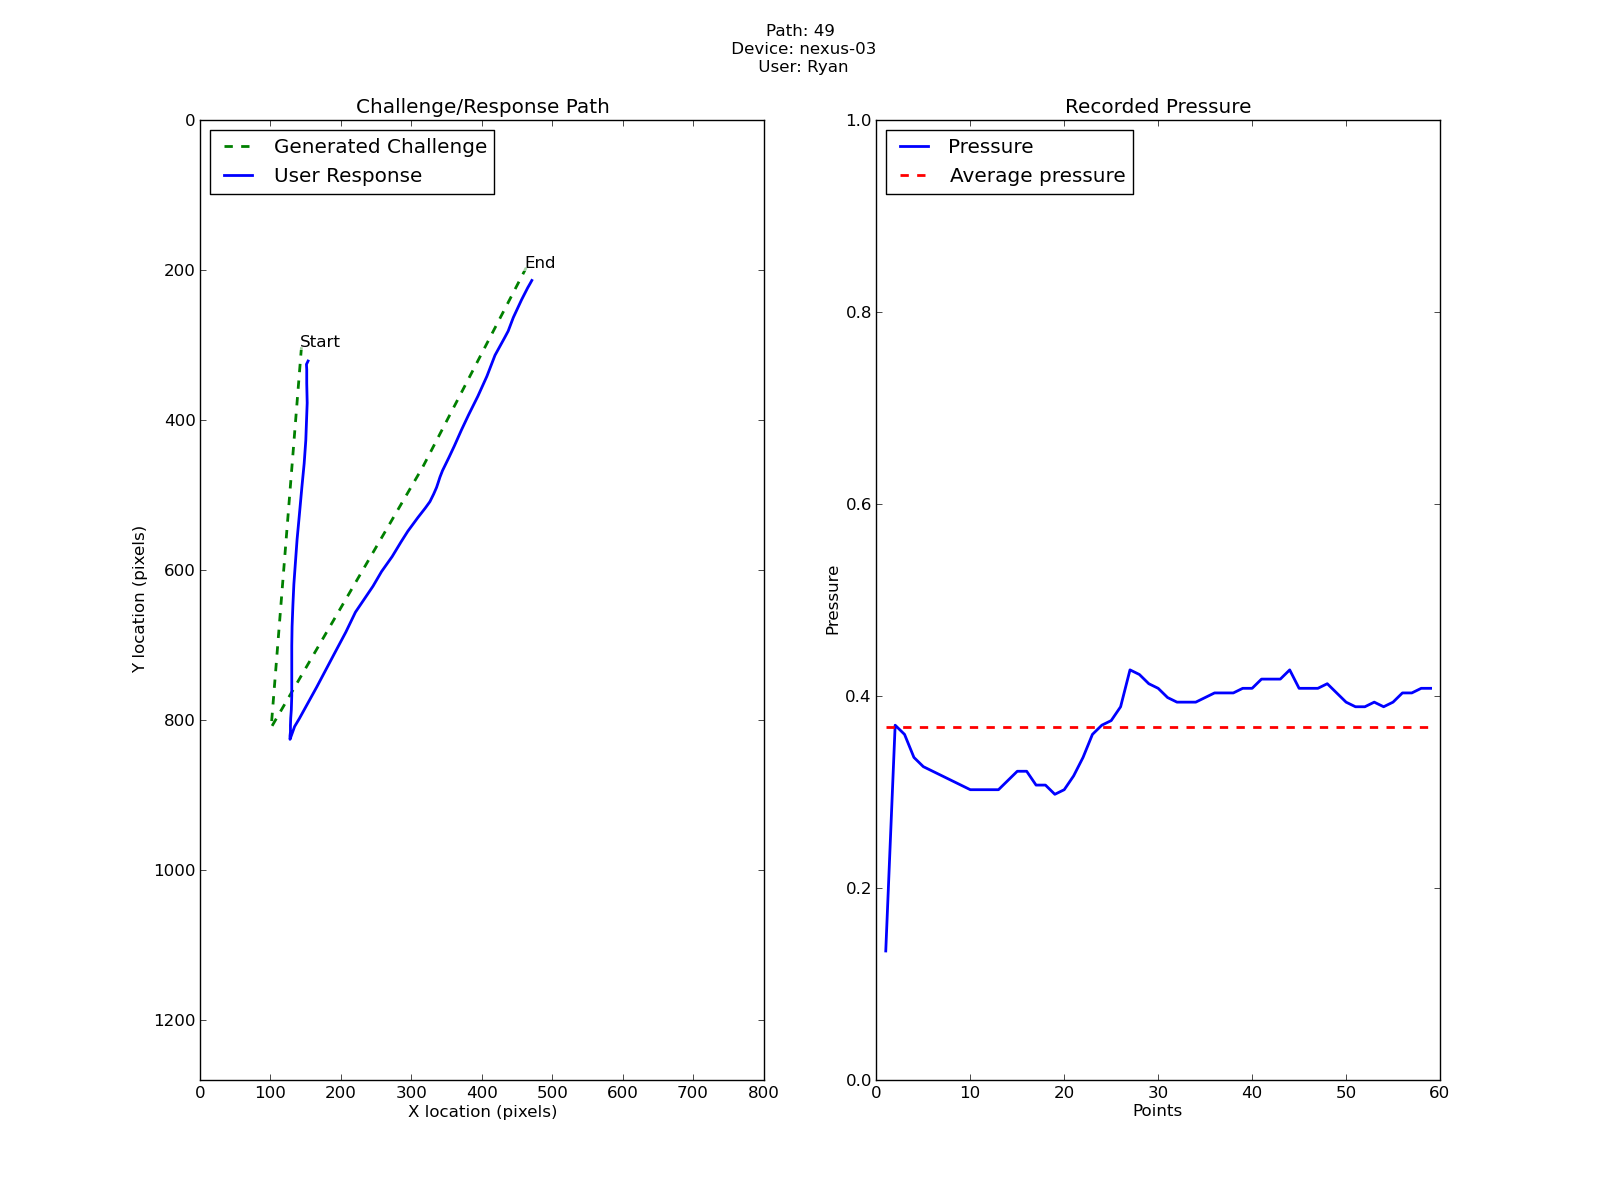 Path: 49
Device: nexus-03
User: Ryan
Challenge/Response Path
Generated Challenge
User Response
Start
End
0
200
400
600
800
1000
1200
Y location (pixels)
0 100 200 300 400 500 600 700 800
X location (pixels)
Recorded Pressure
Pressure
Average pressure
1.0
0.8
0.6
0.4
0.2
0.0
Pressure
0 10 20 30 40 50 60
Points